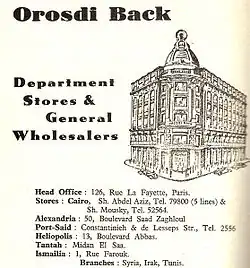 Orosdi Back
Department
Stores &
General
Wholesalers
Head Office : 126, Rue La Fayette, Paris.
Stores : Cairo, Sh. Abdel Aziz, Tel. 79800 (5 lines) &
Sh. Mousky, Tel. 52564.
Alexandria : 50, Boulevard Saad Zaghloul
Port-Said : Constantinieh & de Lesseps Str., Tel. 2556
Heliopolis : 13, Boulevard Abbas.
Tantah : Midan El Saa.
Ismailia : 1, Rue Farouk.
Branches : Syria, Irak, Tunis.